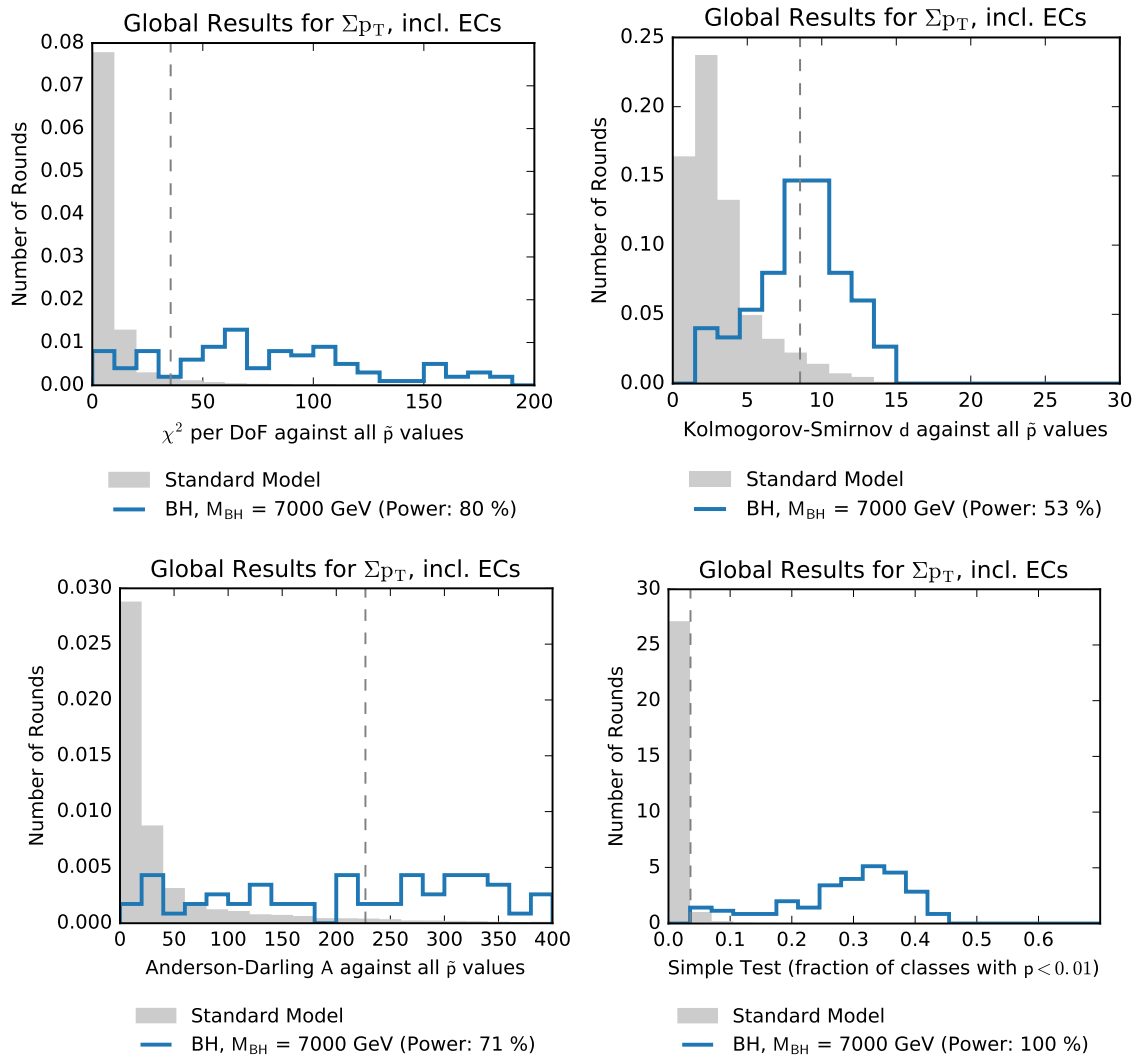 Global Results for Σp_T, incl. ECs
Number of Rounds
0.08
0.07
0.06
0.05
0.04
0.03
0.02
0.01
0.00
0 50 100 150 200
χ² per DoF against all p̃ values
Standard Model
BH, M_BH = 7000 GeV (Power: 80 %)
Global Results for Σp_T, incl. ECs
Number of Rounds
0.25
0.20
0.15
0.10
0.05
0.00
0 5 10 15 20 25 30
Kolmogorov-Smirnov d against all p̃ values
Standard Model
BH, M_BH = 7000 GeV (Power: 53 %)
Global Results for Σp_T, incl. ECs
Number of Rounds
0.030
0.025
0.020
0.015
0.010
0.005
0.000
0 50 100 150 200 250 300 350 400
Anderson-Darling A against all p̃ values
Standard Model
BH, M_BH = 7000 GeV (Power: 71 %)
Global Results for Σp_T, incl. ECs
Number of Rounds
30
25
20
15
10
5
0
0.0 0.1 0.2 0.3 0.4 0.5 0.6
Simple Test (fraction of classes with p < 0.01)
Standard Model
BH, M_BH = 7000 GeV (Power: 100 %)